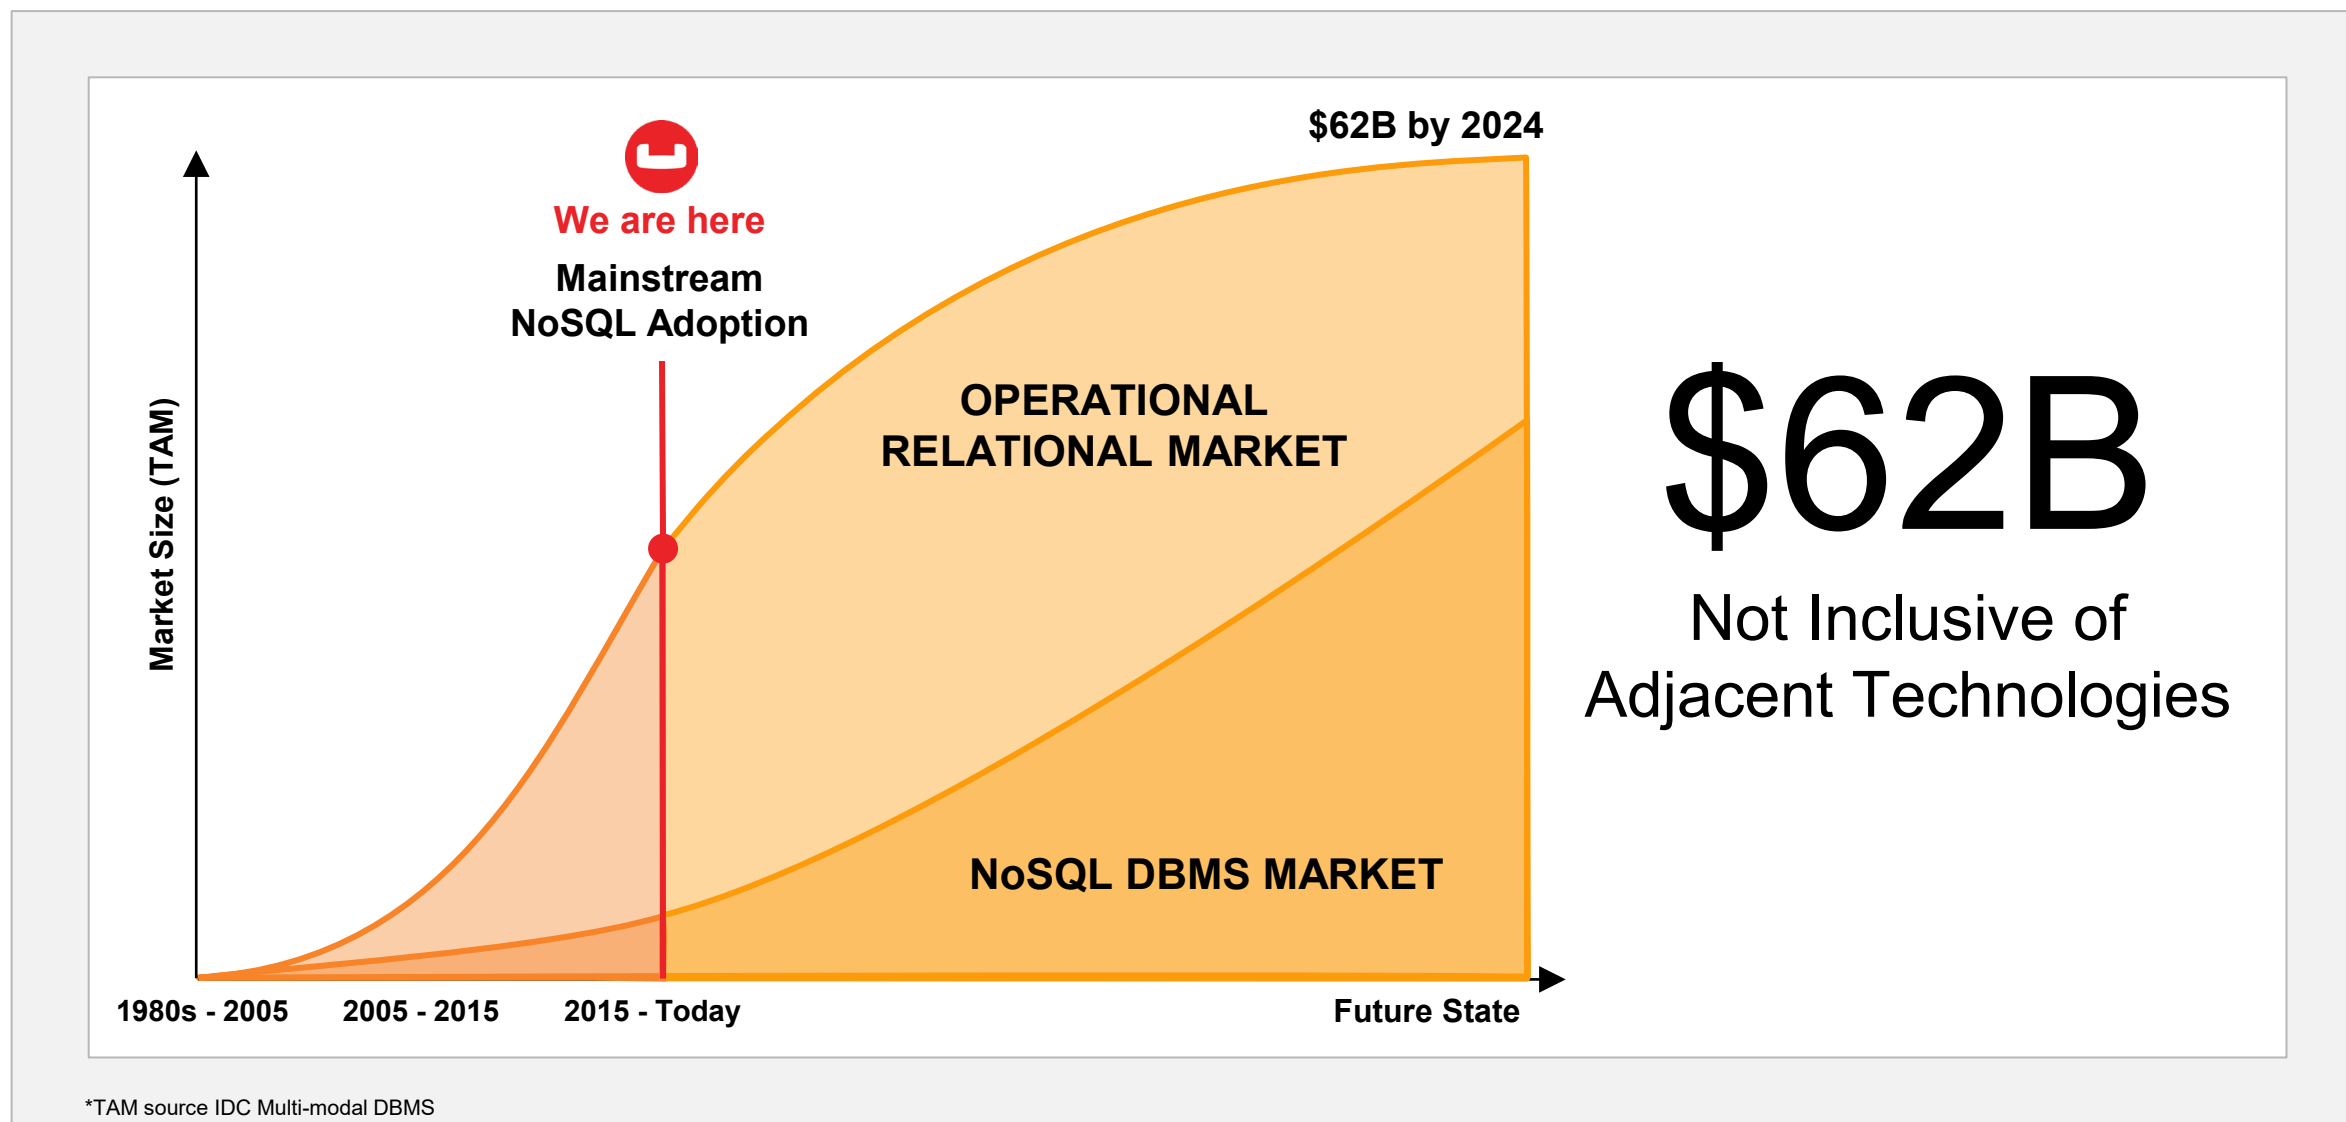 $62B by 2024
We are here
Mainstream
NoSQL Adoption
Market Size (TAM)
OPERATIONAL
RELATIONAL MARKET
NoSQL DBMS MARKET
$62B
Not Inclusive of
Adjacent Technologies
1980s - 2005
2005 - 2015
2015 - Today
Future State
*TAM source IDC Multi-modal DBMS